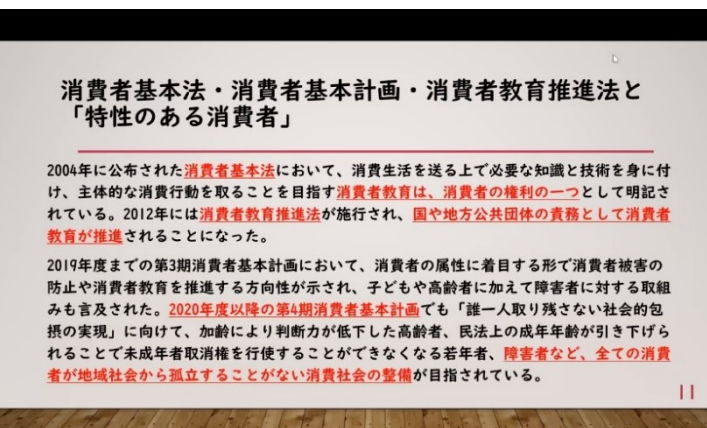 消費者基本法・消費者基本計画・消費者教育推進法と
「特性のある消費者」
2004年に公布された消費者基本法において、消費生活を送る上で必要な知識と技術を身に付
け、主体的な消費行動を取ることを目指す消費者教育は、消費者の権利の一つとして明記さ
れている。2012年には消費者教育推進法が施行され、国や地方公共団体の責務として消費者
教育が推進されることになった。
2019年度までの第3期消費者基本計画において、消費者の属性に着目する形で消費者被害の
防止や消費者教育を推進する方向性が示され、子どもや高齢者に加えて障害者に対する取組
みも言及された。2020年度以降の第4期消費者基本計画でも「誰一人取り残さない社会的包
摂の実現」に向けて、加齢により判断力が低下した高齢者、民法上の成年年齢が引き下げら
れることで未成年者取消権を行使することができなくなる若年者、障害者など、全ての消費
者が地域社会から孤立することがない消費社会の整備が目指されている。
11